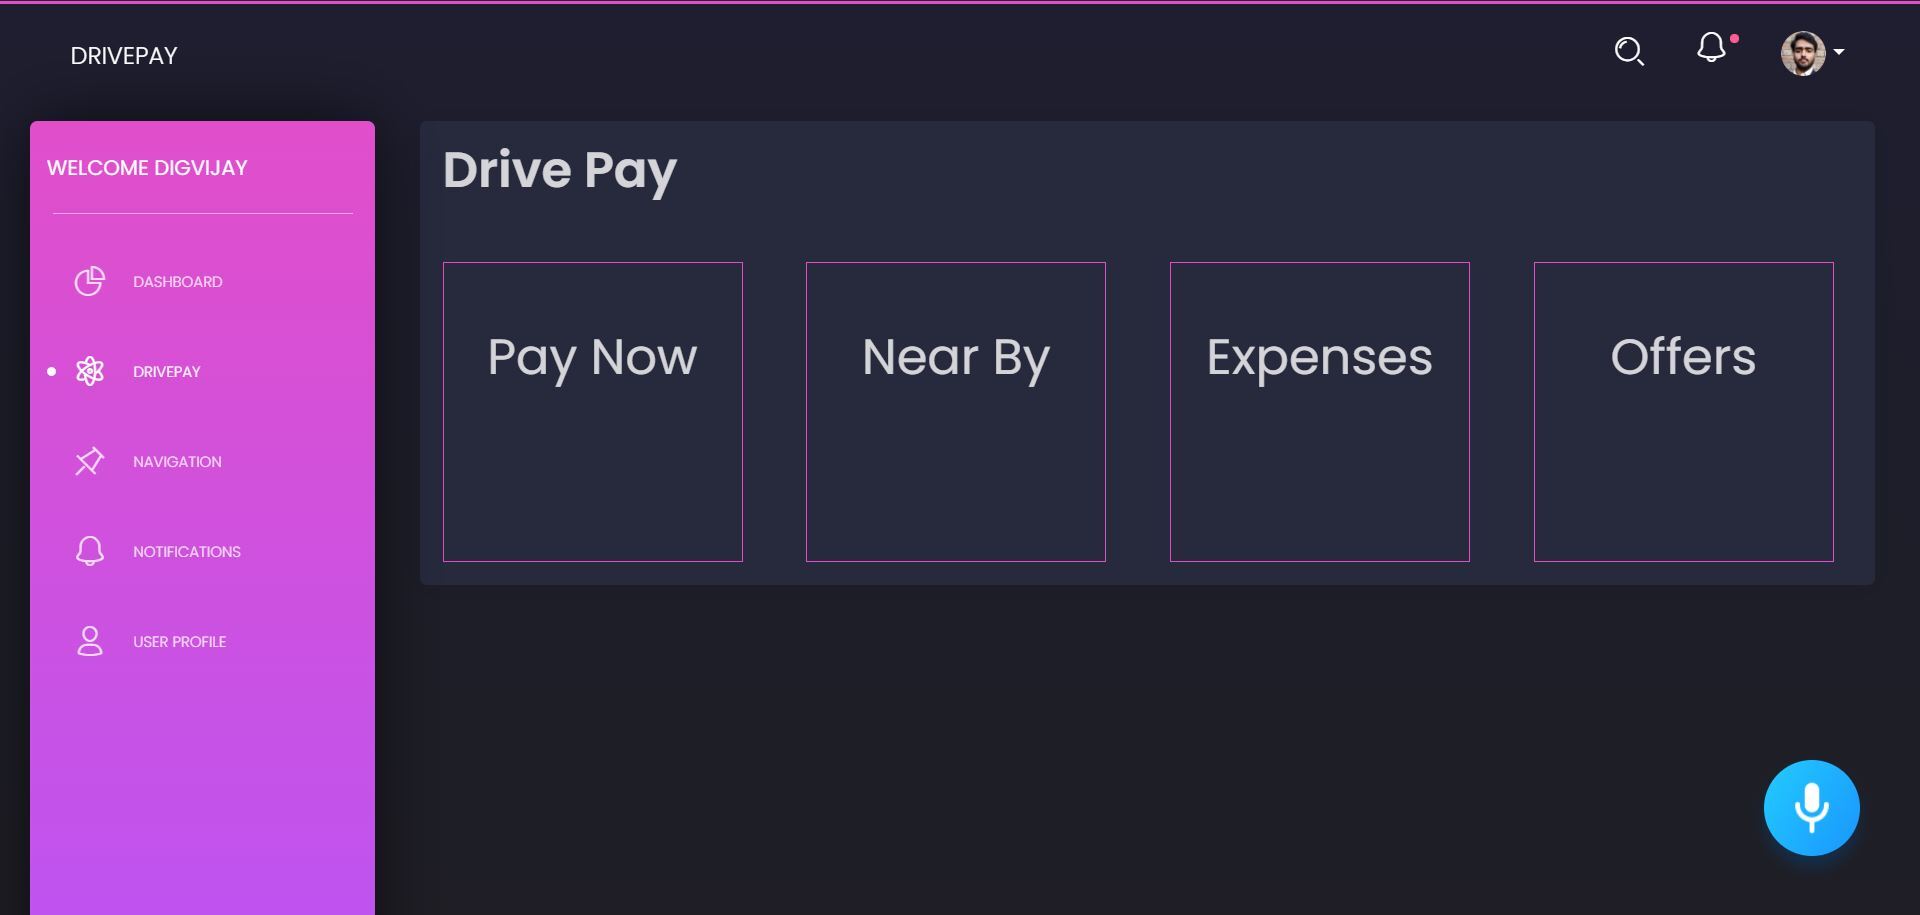 DRIVEPAY
WELCOME DIGVIJAY
DASHBOARD
DRIVEPAY
NAVIGATION
NOTIFICATIONS
USER PROFILE
Drive Pay
Pay Now
Near By
Expenses
Offers